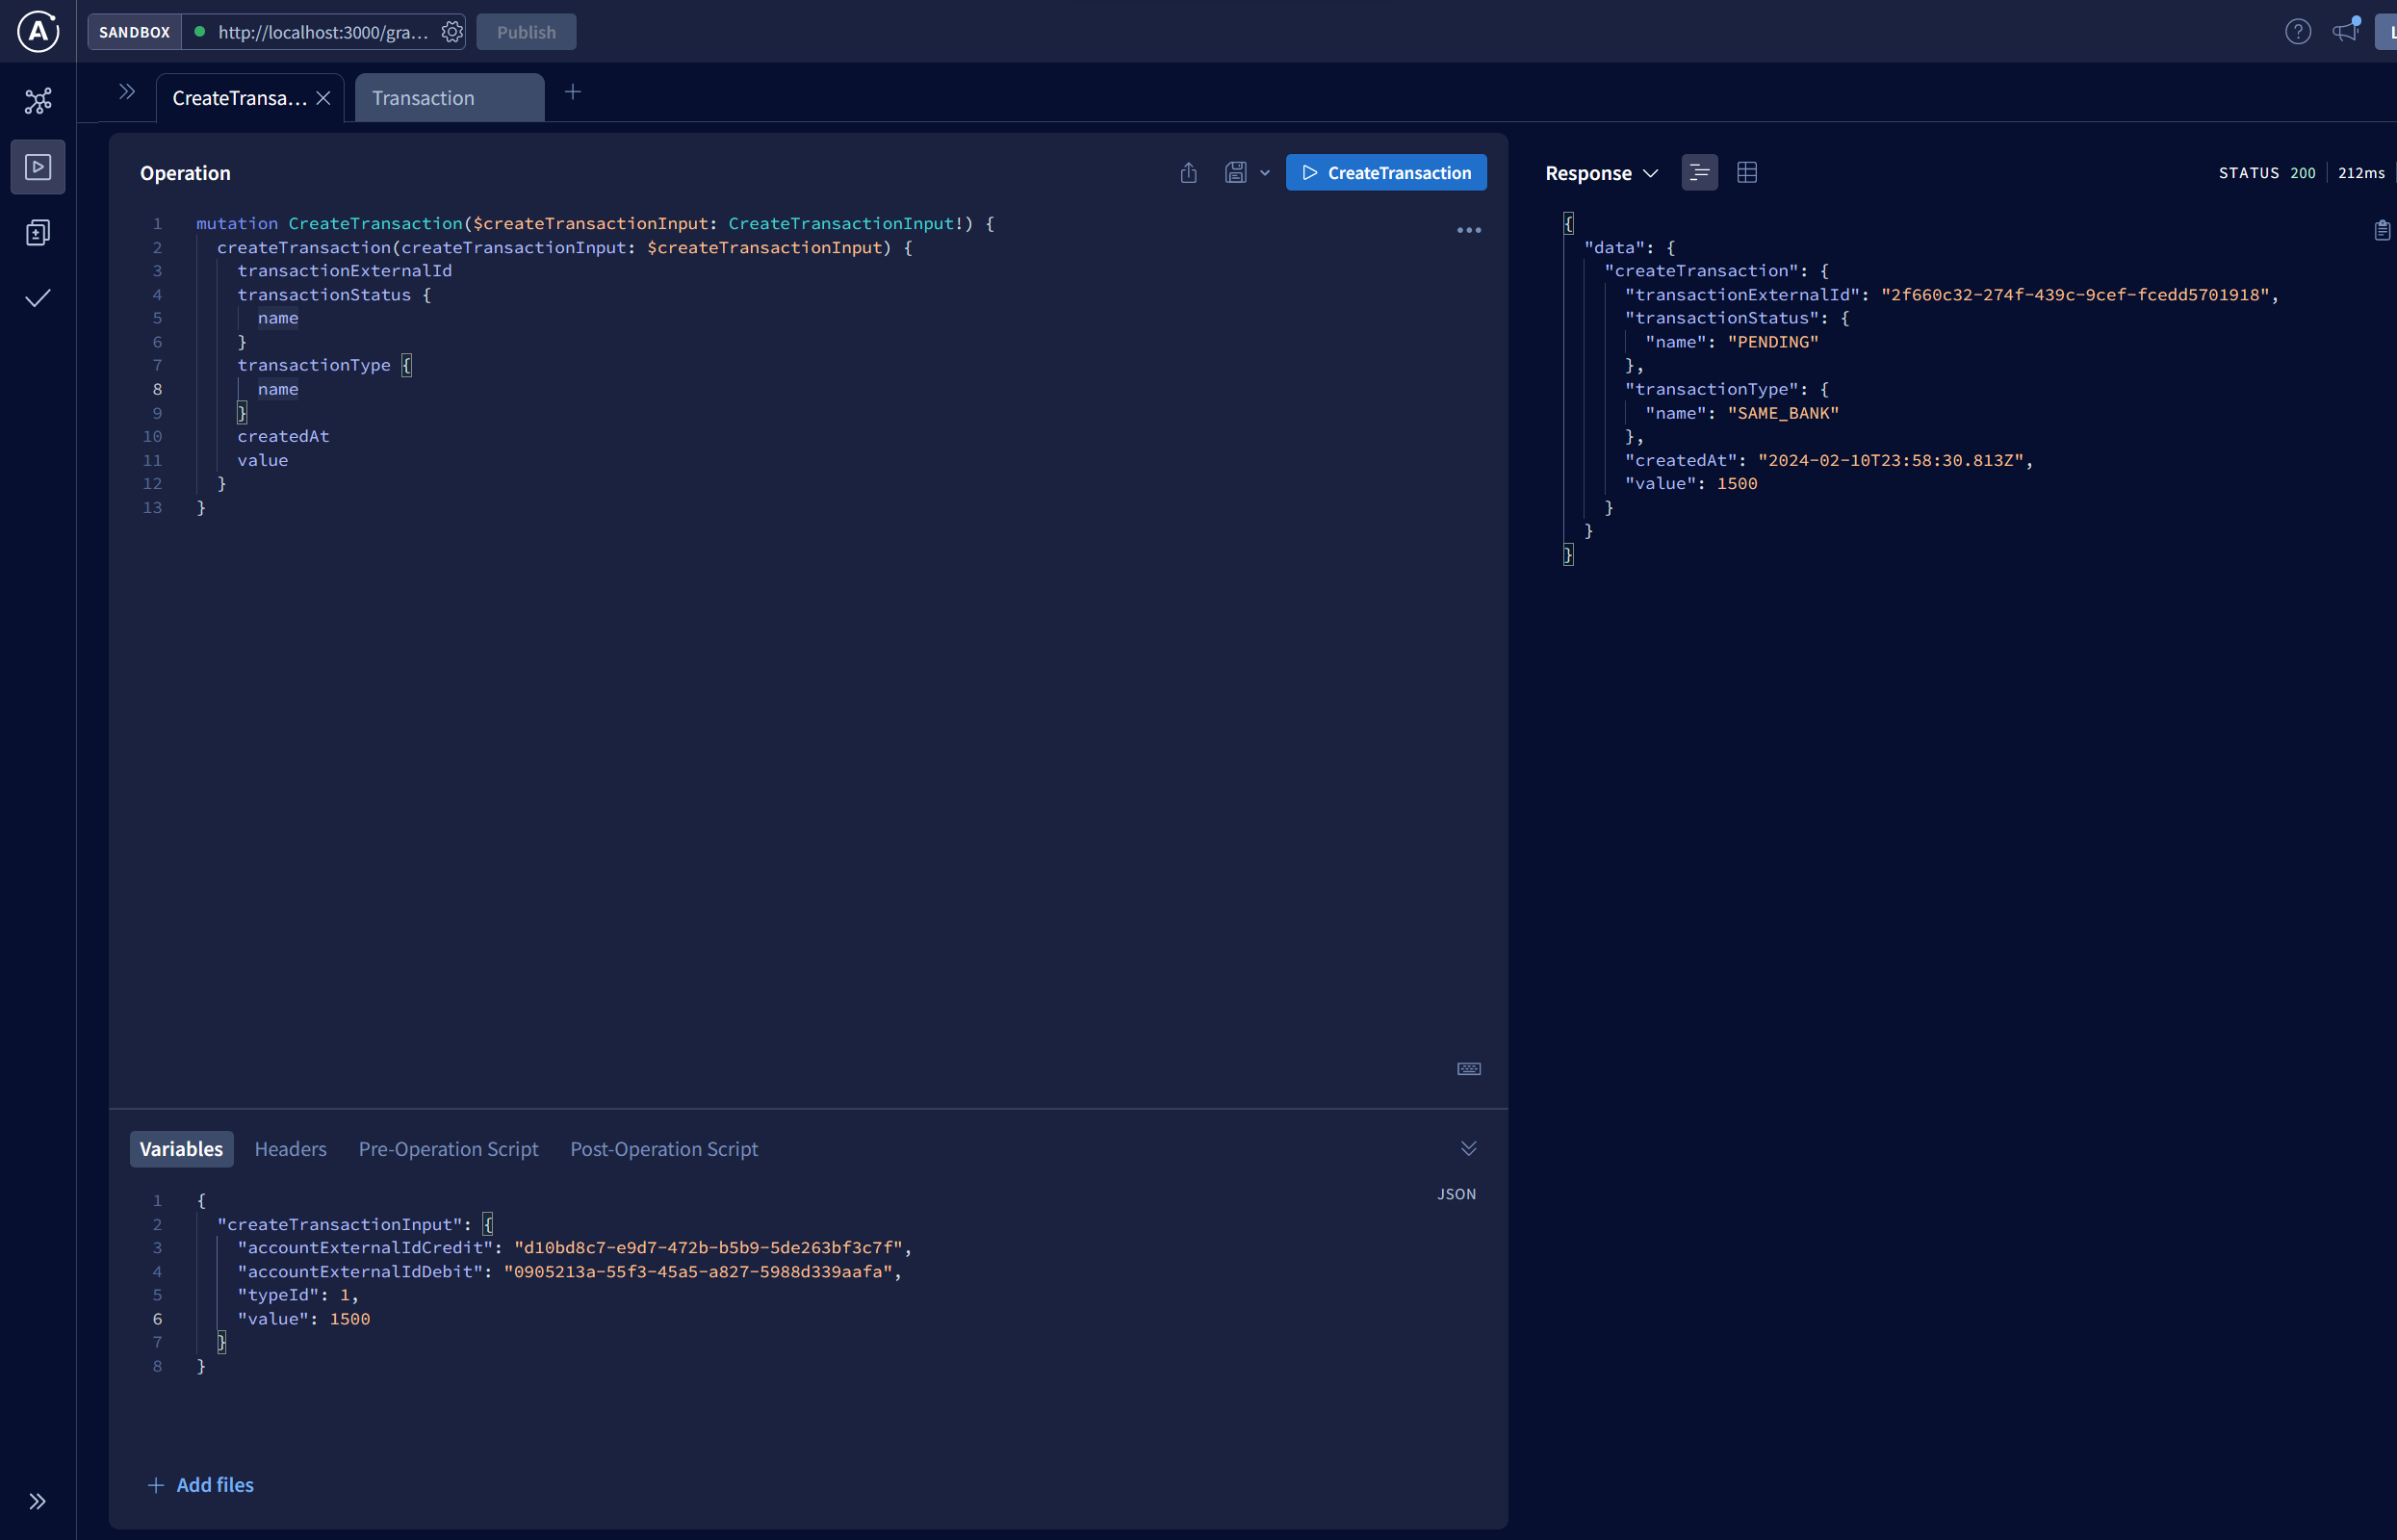 SANDBOX
http://localhost:3000/gra...
Publish
CreateTransa...
Transaction
Operation
CreateTransaction
1 mutation CreateTransaction($createTransactionInput: CreateTransactionInput!) {
2 createTransaction(createTransactionInput: $createTransactionInput) {
3 transactionExternalId
4 transactionStatus {
5 name
6 }
7 transactionType {
8 name
9 }
10 createdAt
11 value
12 }
13 }
Response
STATUS 200
212ms
{
"data": {
"createTransaction": {
"transactionExternalId": "2f660c32-274f-439c-9cef-fcedd5701918",
"transactionStatus": {
"name": "PENDING"
},
"transactionType": {
"name": "SAME_BANK"
},
"createdAt": "2024-02-10T23:58:30.813Z",
"value": 1500
}
}
}
Variables
Headers
Pre-Operation Script
Post-Operation Script
JSON
1 {
2 "createTransactionInput": {
3 "accountExternalIdCredit": "d10bd8c7-e9d7-472b-b5b9-5de263bf3c7f",
4 "accountExternalIdDebit": "0905213a-55f3-45a5-a827-5988d339aafa",
5 "typeId": 1,
6 "value": 1500
7 }
8 }
Add files